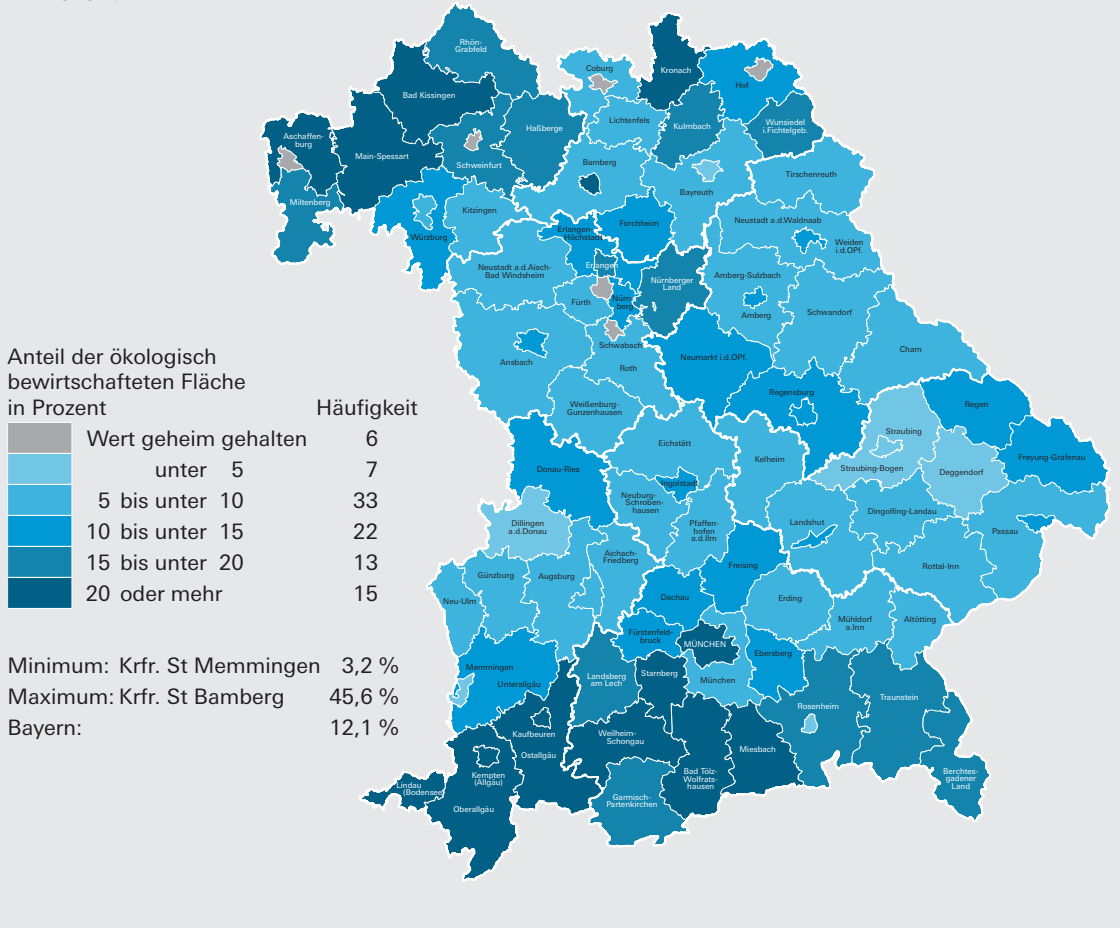 Rhön-
Grabfeld
Coburg
Kronach
Hof
Bad Kissingen
Lichtenfels
Kulmbach
Wunsiedel
i.Fichtelgeb.
Haßberge
Aschaffen-
burg
Main-Spessart
Schweinfurt
Bamberg
Bayreuth
Tirschenreuth
Miltenberg
Kitzingen
Würzburg
Forchheim
Erlangen-
Höchstadt
Neustadt a.d.Waldnaab
Weiden
i.d.OPf.
Erlangen
Neustadt a.d.Aisch-
Bad Windsheim
Nürnberger
Land
Amberg-Sulzbach
Fürth
Nürn-
berg
Amberg
Schwandorf
Schwabach
Roth
Ansbach
Neumarkt i.d.OPf.
Cham
Anteil der ökologisch
bewirtschafteten Fläche
in Prozent Häufigkeit
Wert geheim gehalten 6
unter 5 7
5 bis unter 10 33
10 bis unter 15 22
15 bis unter 20 13
20 oder mehr 15
Weißenburg-
Gunzenhausen
Regensburg
Regen
Straubing
Eichstätt
Kelheim
Straubing-Bogen
Deggendorf
Freyung-Grafenau
Donau-Ries
Ingolstadt
Neuburg-
Schroben-
hausen
Dillingen
a.d.Donau
Pfaffen-
hofen
a.d.Ilm
Landshut
Dingolfing-Landau
Passau
Aichach-
Friedberg
Freising
Rottal-Inn
Günzburg
Augsburg
Neu-Ulm
Dachau
Erding
Mühldorf
a.Inn
Altötting
Fürstenfeld-
bruck
MÜNCHEN
Ebersberg
Memmingen
Unterallgäu
Landsberg
am Lech
Starnberg
München
Rosenheim
Traunstein
Minimum: Krfr. St Memmingen 3,2 %
Maximum: Krfr. St Bamberg 45,6 %
Bayern: 12,1 %
Kaufbeuren
Ostallgäu
Weilheim-
Schongau
Miesbach
Kempten
(Allgäu)
Bad Tölz-
Wolfrats-
hausen
Berchtes-
gadener
Land
Lindau
(Bodensee)
Oberallgäu
Garmisch-
Partenkirchen